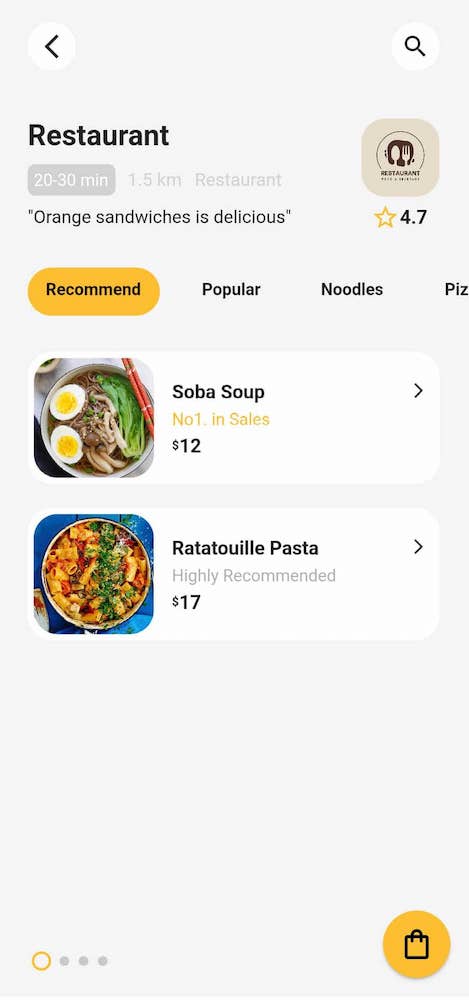 Restaurant
20-30 min 1.5 km Restaurant
"Orange sandwiches is delicious"
RESTAURANT
4.7
Recommend Popular Noodles Piz
Soba Soup
No1. in Sales
$12
Ratatouille Pasta
Highly Recommended
$17